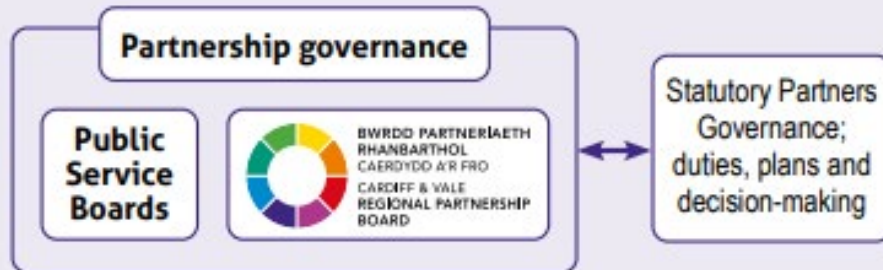 Partnership governance
Public
Service
Boards
BWRDD PARTNERIAETH
RHANBARTHOL
CAERDYDD A'R FRO
CARDIFF & VALE
REGIONAL PARTNERSHIP
BOARD
Statutory Partners
Governance;
duties, plans and
decision-making